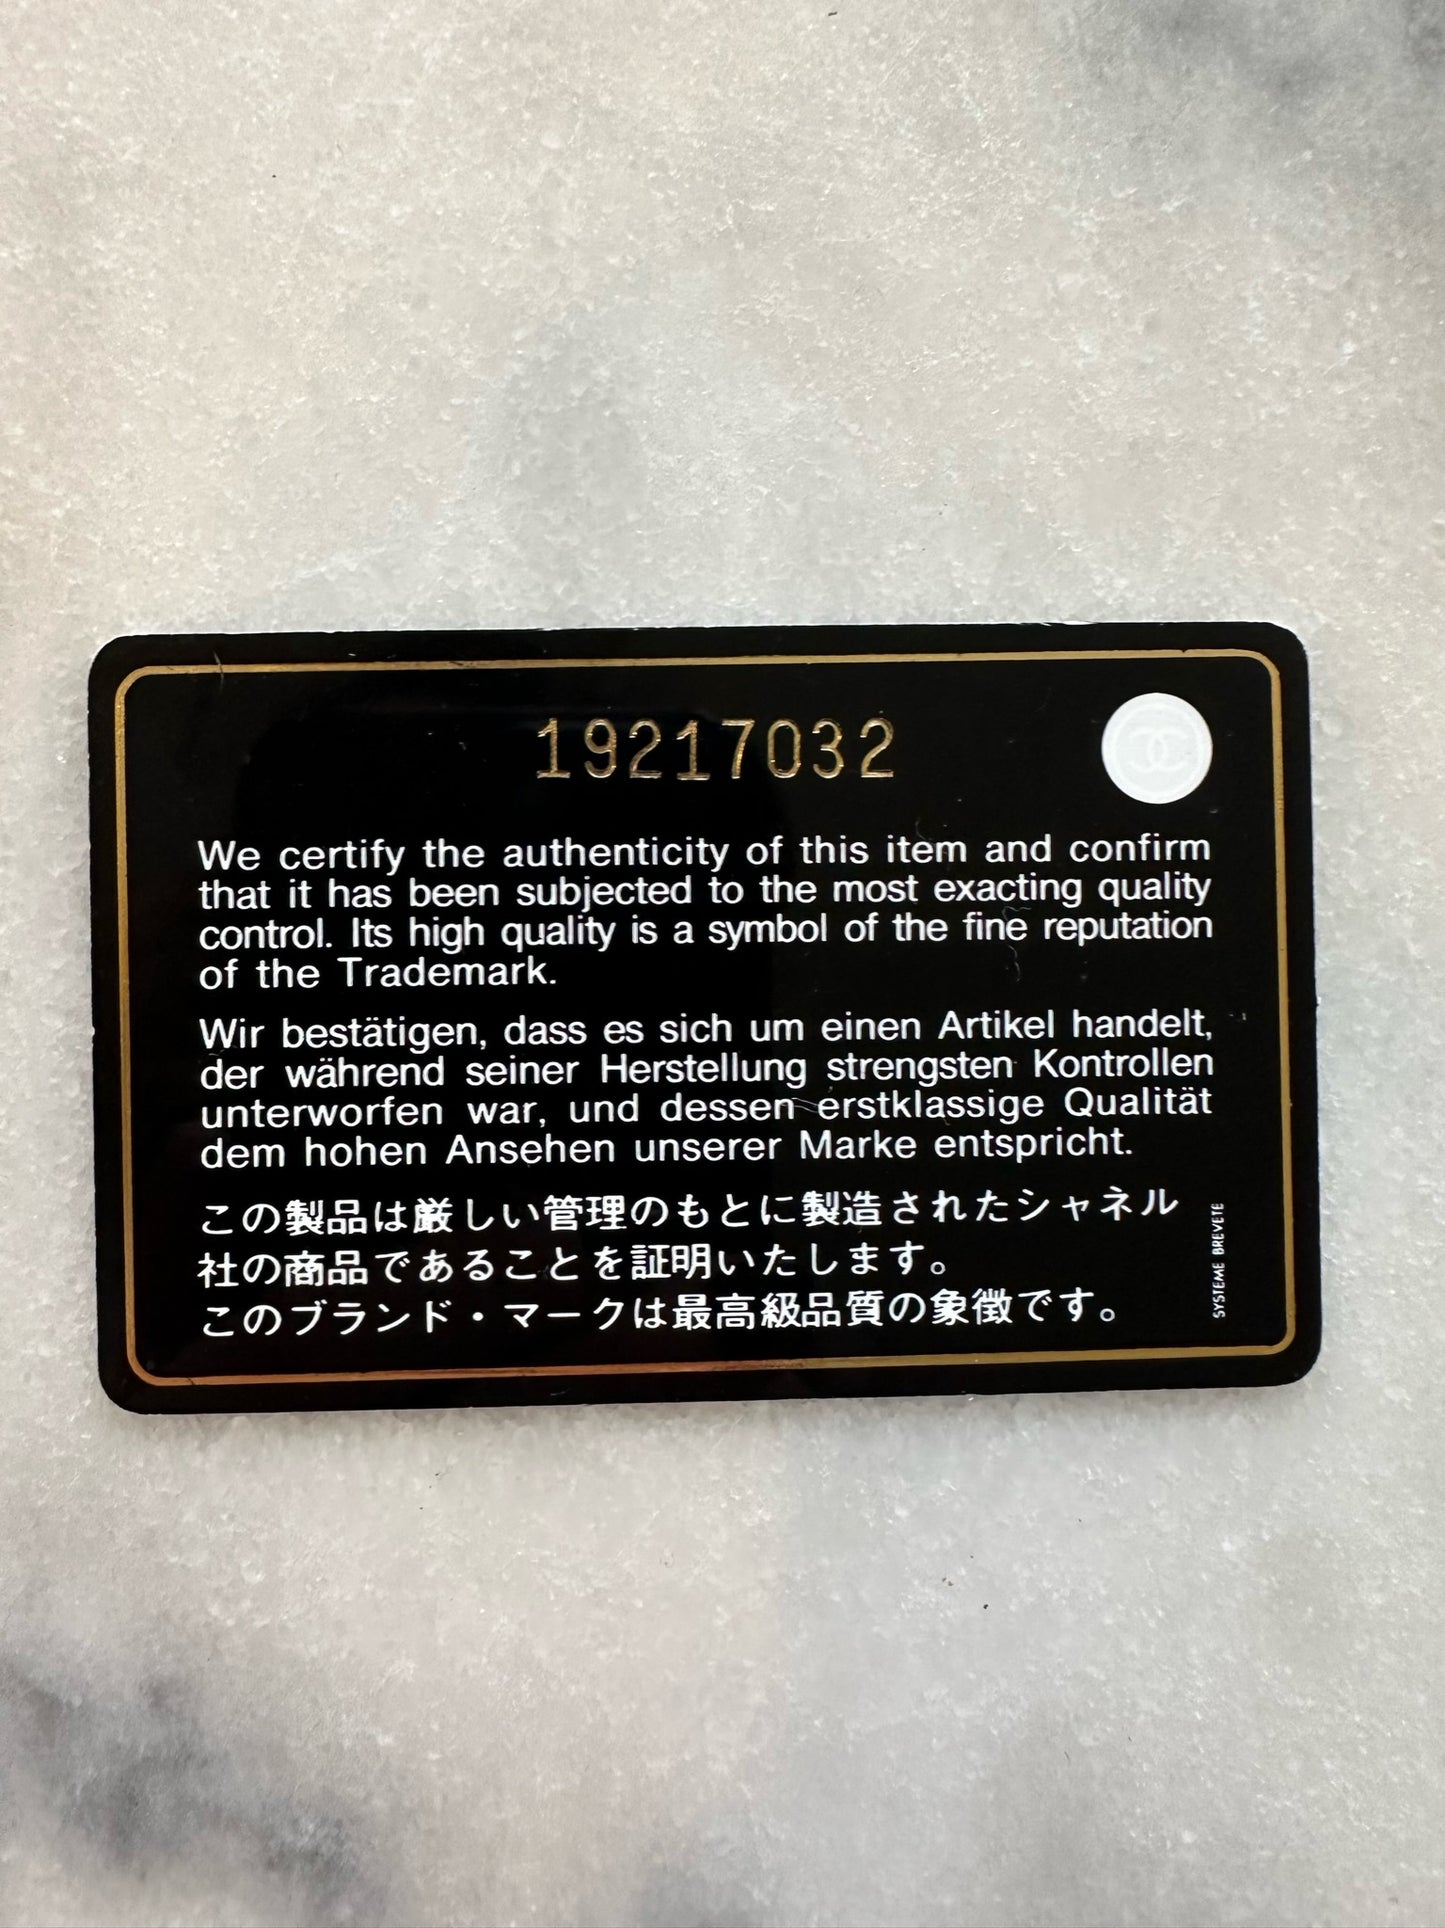 19217032
We certify the authenticity of this item and confirm
that it has been subjected to the most exacting quality
control. Its high quality is a symbol of the fine reputation
of the Trademark.
Wir bestätigen, dass es sich um einen Artikel handelt,
der während seiner Herstellung strengsten Kontrollen
unterworfen war, und dessen erstklassige Qualität
dem hohen Ansehen unserer Marke entspricht.
この製品は厳しい管理のもとに製造されたシャネル
社の商品であることを証明いたします。
このブランド・マークは最高級品質の象徴です。
SYSTEME BREVETE